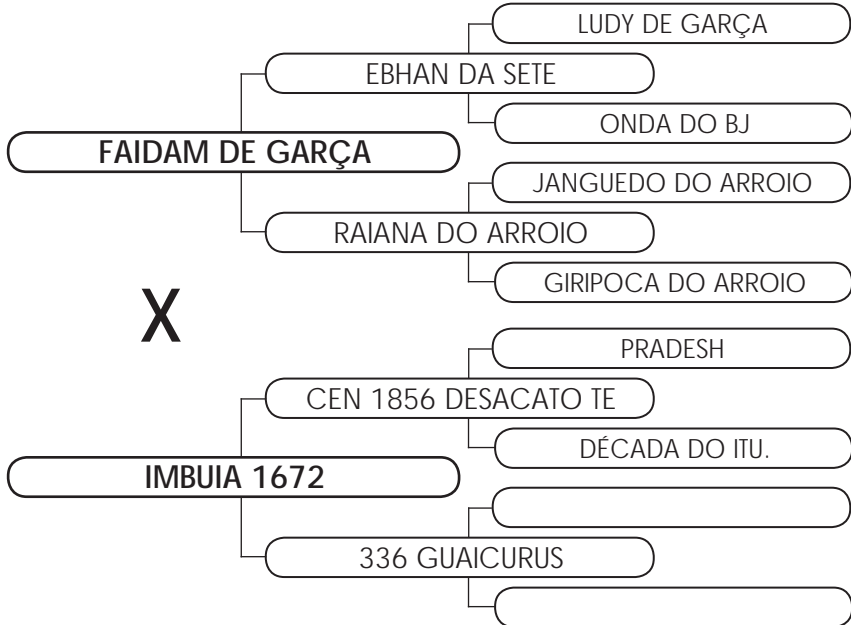 LUDY DE GARÇA
EBHAN DA SETE
ONDA DO BJ
FAIDAM DE GARÇA
JANGUEDO DO ARROIO
RAIANA DO ARROIO
GIRIPOCA DO ARROIO
X
PRADESH
CEN 1856 DESACATO TE
DÉCADA DO ITU.
IMBUIA 1672
336 GUAICURUS